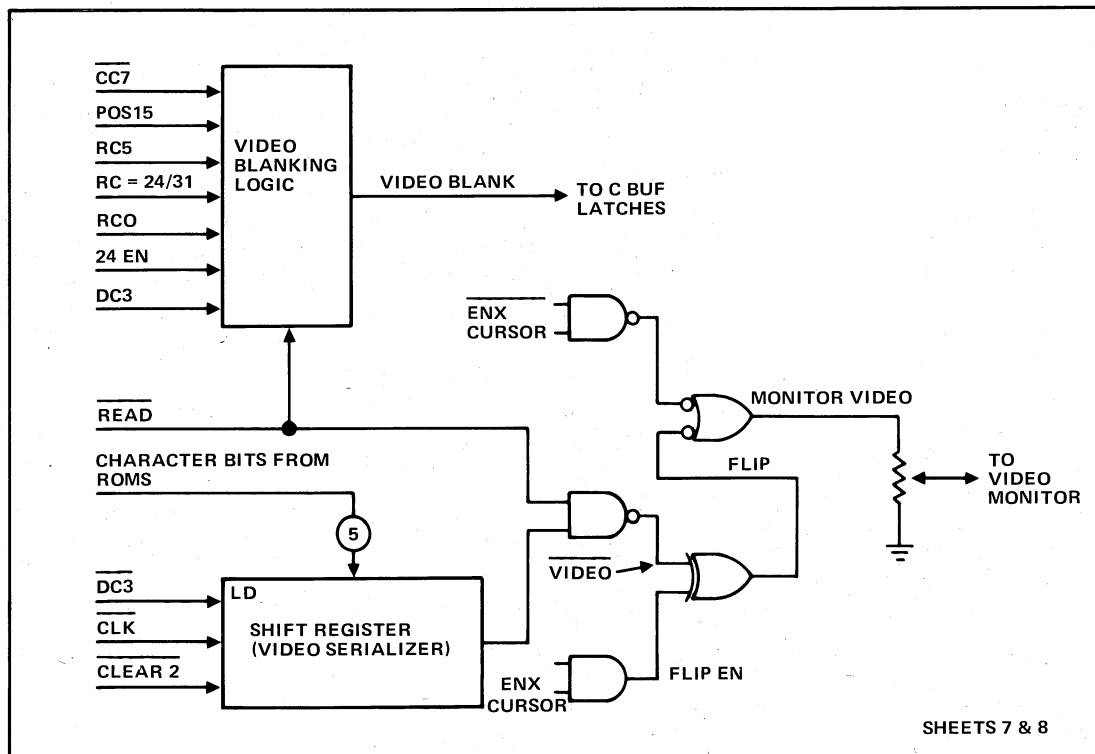 CC7
POS15
RC5
RC = 24/31
RCO
24 EN
DC3
VIDEO
BLANKING
LOGIC
VIDEO BLANK
TO C BUF
LATCHES
ENX
CURSOR
READ
CHARACTER BITS FROM
ROMS
5
MONITOR VIDEO
FLIP
TO
VIDEO
MONITOR
VIDEO
DC3
CLK
CLEAR 2
LD
SHIFT REGISTER
(VIDEO SERIALIZER)
ENX
CURSOR
FLIP EN
SHEETS 7 & 8